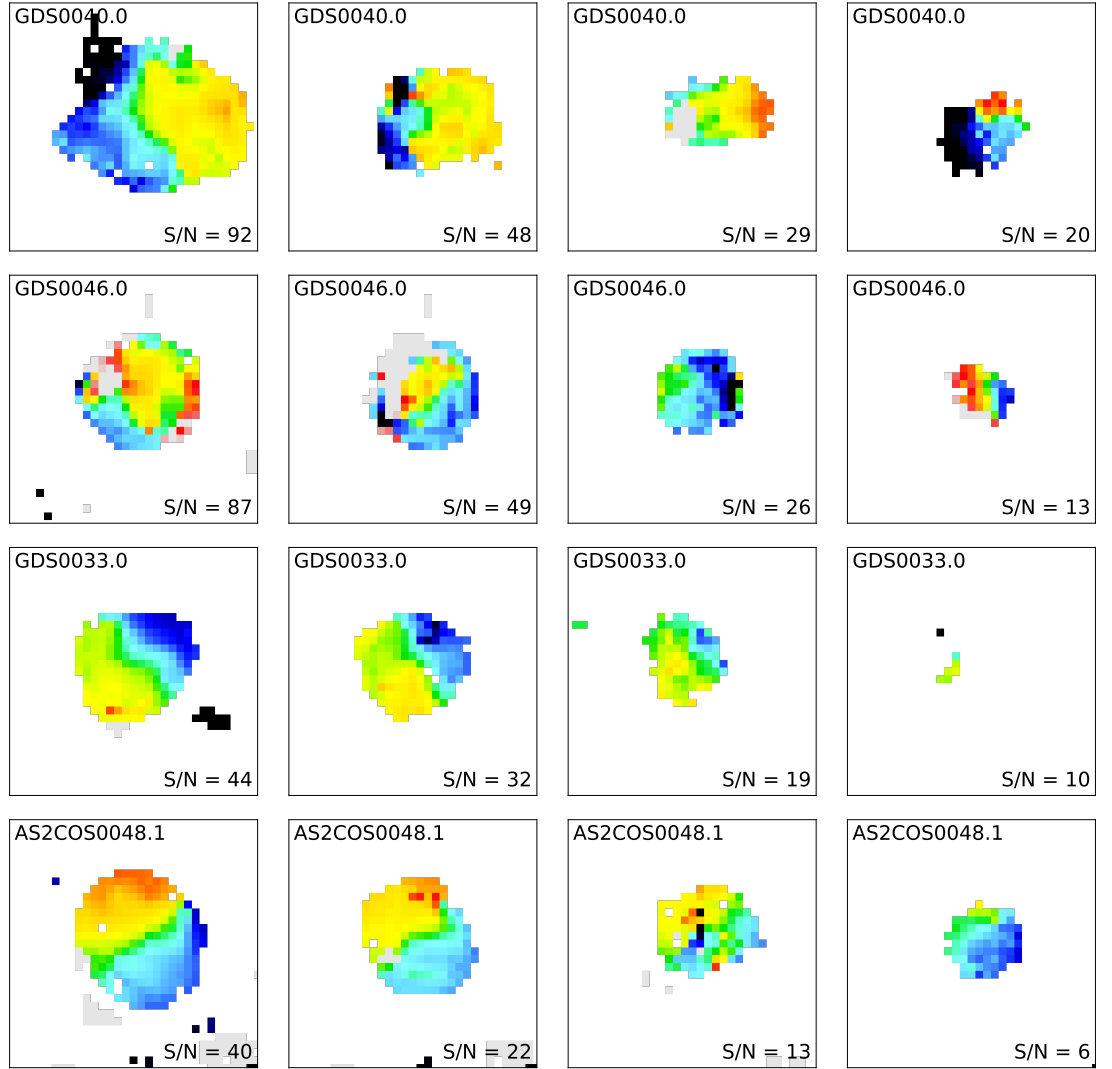 GDS0040.0 GDS0040.0 GDS0040.0 GDS0040.0
S/N = 92 S/N = 48 S/N = 29 S/N = 20
GDS0046.0 GDS0046.0 GDS0046.0 GDS0046.0
S/N = 87 S/N = 49 S/N = 26 S/N = 13
GDS0033.0 GDS0033.0 GDS0033.0 GDS0033.0
S/N = 44 S/N = 32 S/N = 19 S/N = 10
AS2COS0048.1 AS2COS0048.1 AS2COS0048.1 AS2COS0048.1
S/N = 40 S/N = 22 S/N = 13 S/N = 6